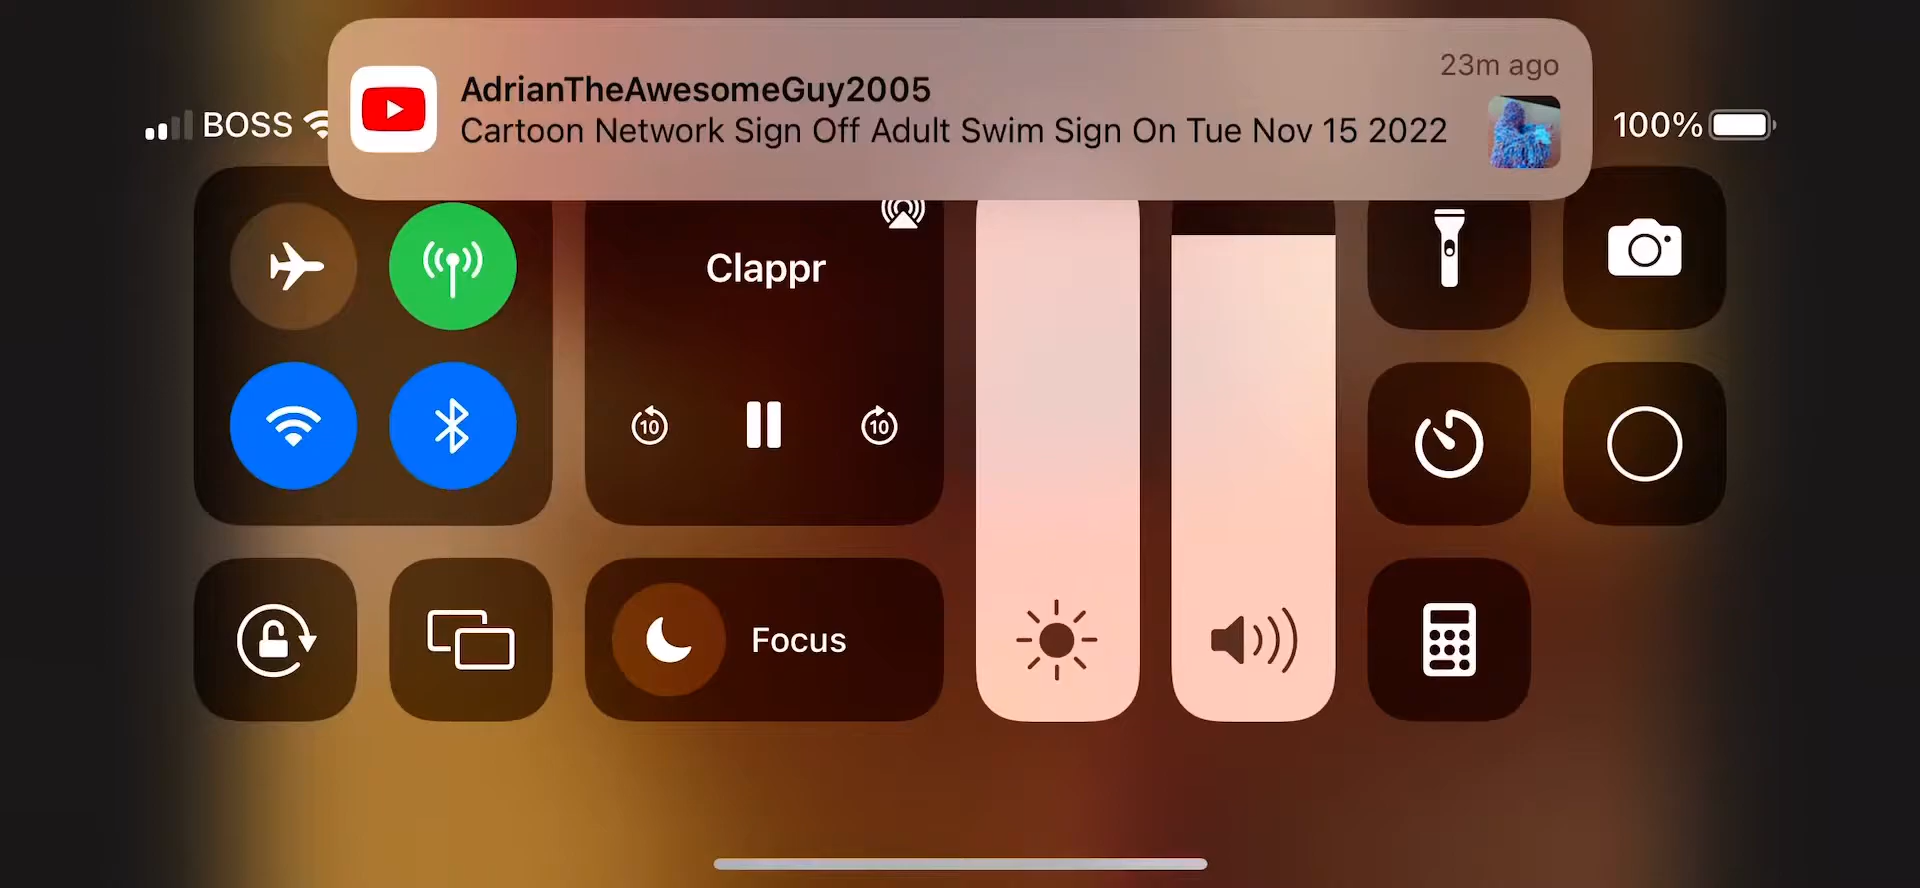 23m ago
AdrianTheAwesomeGuy2005
Cartoon Network Sign Off Adult Swim Sign On Tue Nov 15 2022
BOSS
100%
Clappr
10
10
Focus